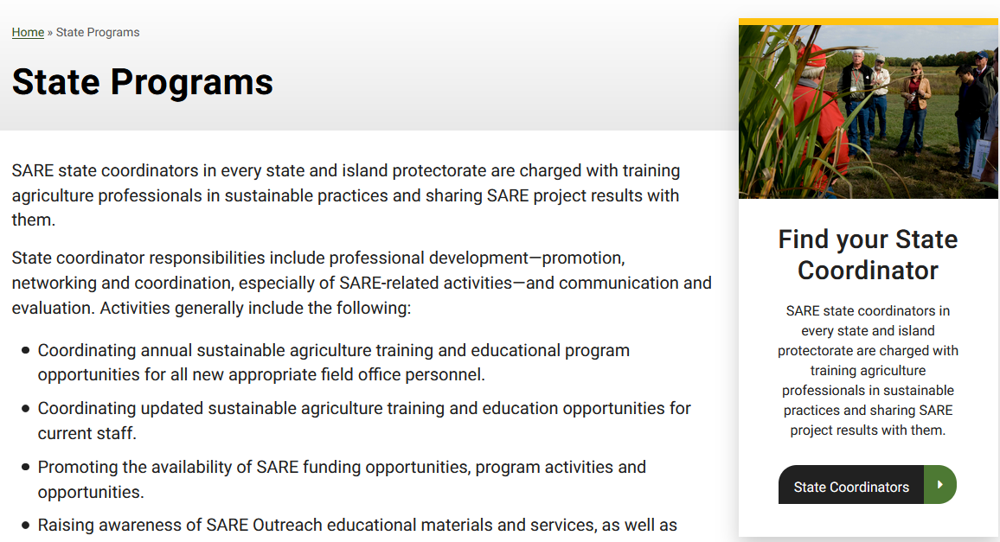 Home » State Programs
State Programs
SARE state coordinators in every state and island protectorate are charged with training
agriculture professionals in sustainable practices and sharing SARE project results with
them.
State coordinator responsibilities include professional development—promotion,
networking and coordination, especially of SARE-related activities—and communication and
evaluation. Activities generally include the following:
Coordinating annual sustainable agriculture training and educational program
opportunities for all new appropriate field office personnel.
Coordinating updated sustainable agriculture training and education opportunities for
current staff.
Promoting the availability of SARE funding opportunities, program activities and
opportunities.
Raising awareness of SARE Outreach educational materials and services, as well as
Find your State
Coordinator
SARE state coordinators in
every state and island
protectorate are charged with
training agriculture
professionals in sustainable
practices and sharing SARE
project results with them.
State Coordinators